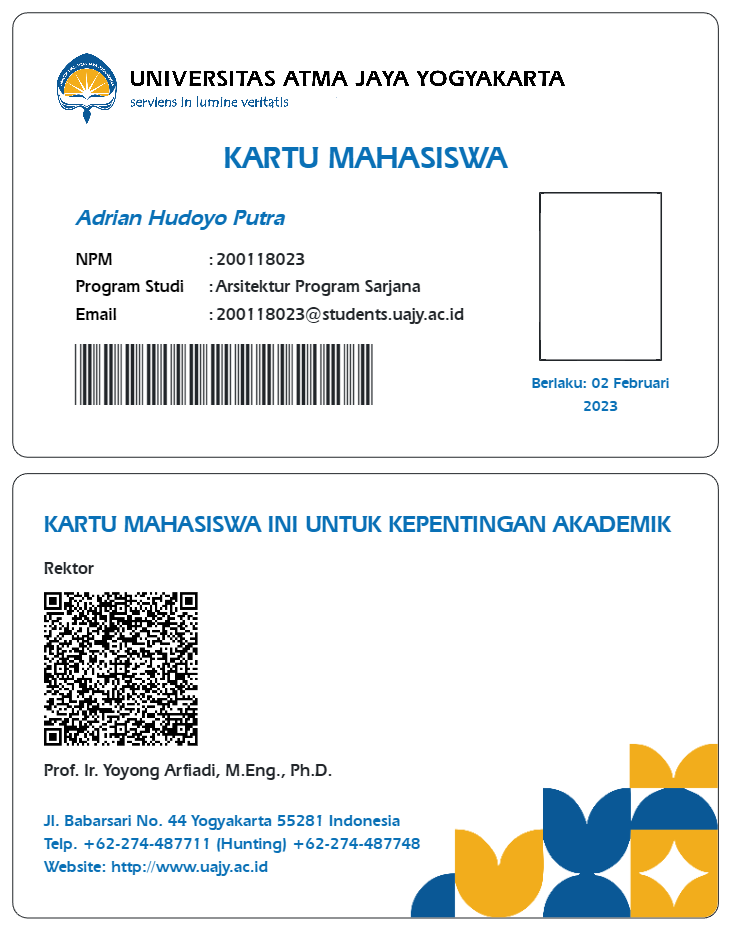 UNIVERSITAS ATMA JAYA YOGYAKARTA
serviens in lumine veritatis
KARTU MAHASISWA
Adrian Hudoyo Putra
NPM : 200118023
Program Studi : Arsitektur Program Sarjana
Email : 200118023@students.uajy.ac.id
Berlaku: 02 Februari
2023
KARTU MAHASISWA INI UNTUK KEPENTINGAN AKADEMIK
Rektor
Prof. Ir. Yoyong Arfiadi, M.Eng., Ph.D.
Jl. Babarsari No. 44 Yogyakarta 55281 Indonesia
Telp. +62-274-487711 (Hunting) +62-274-487748
Website: http://www.uajy.ac.id